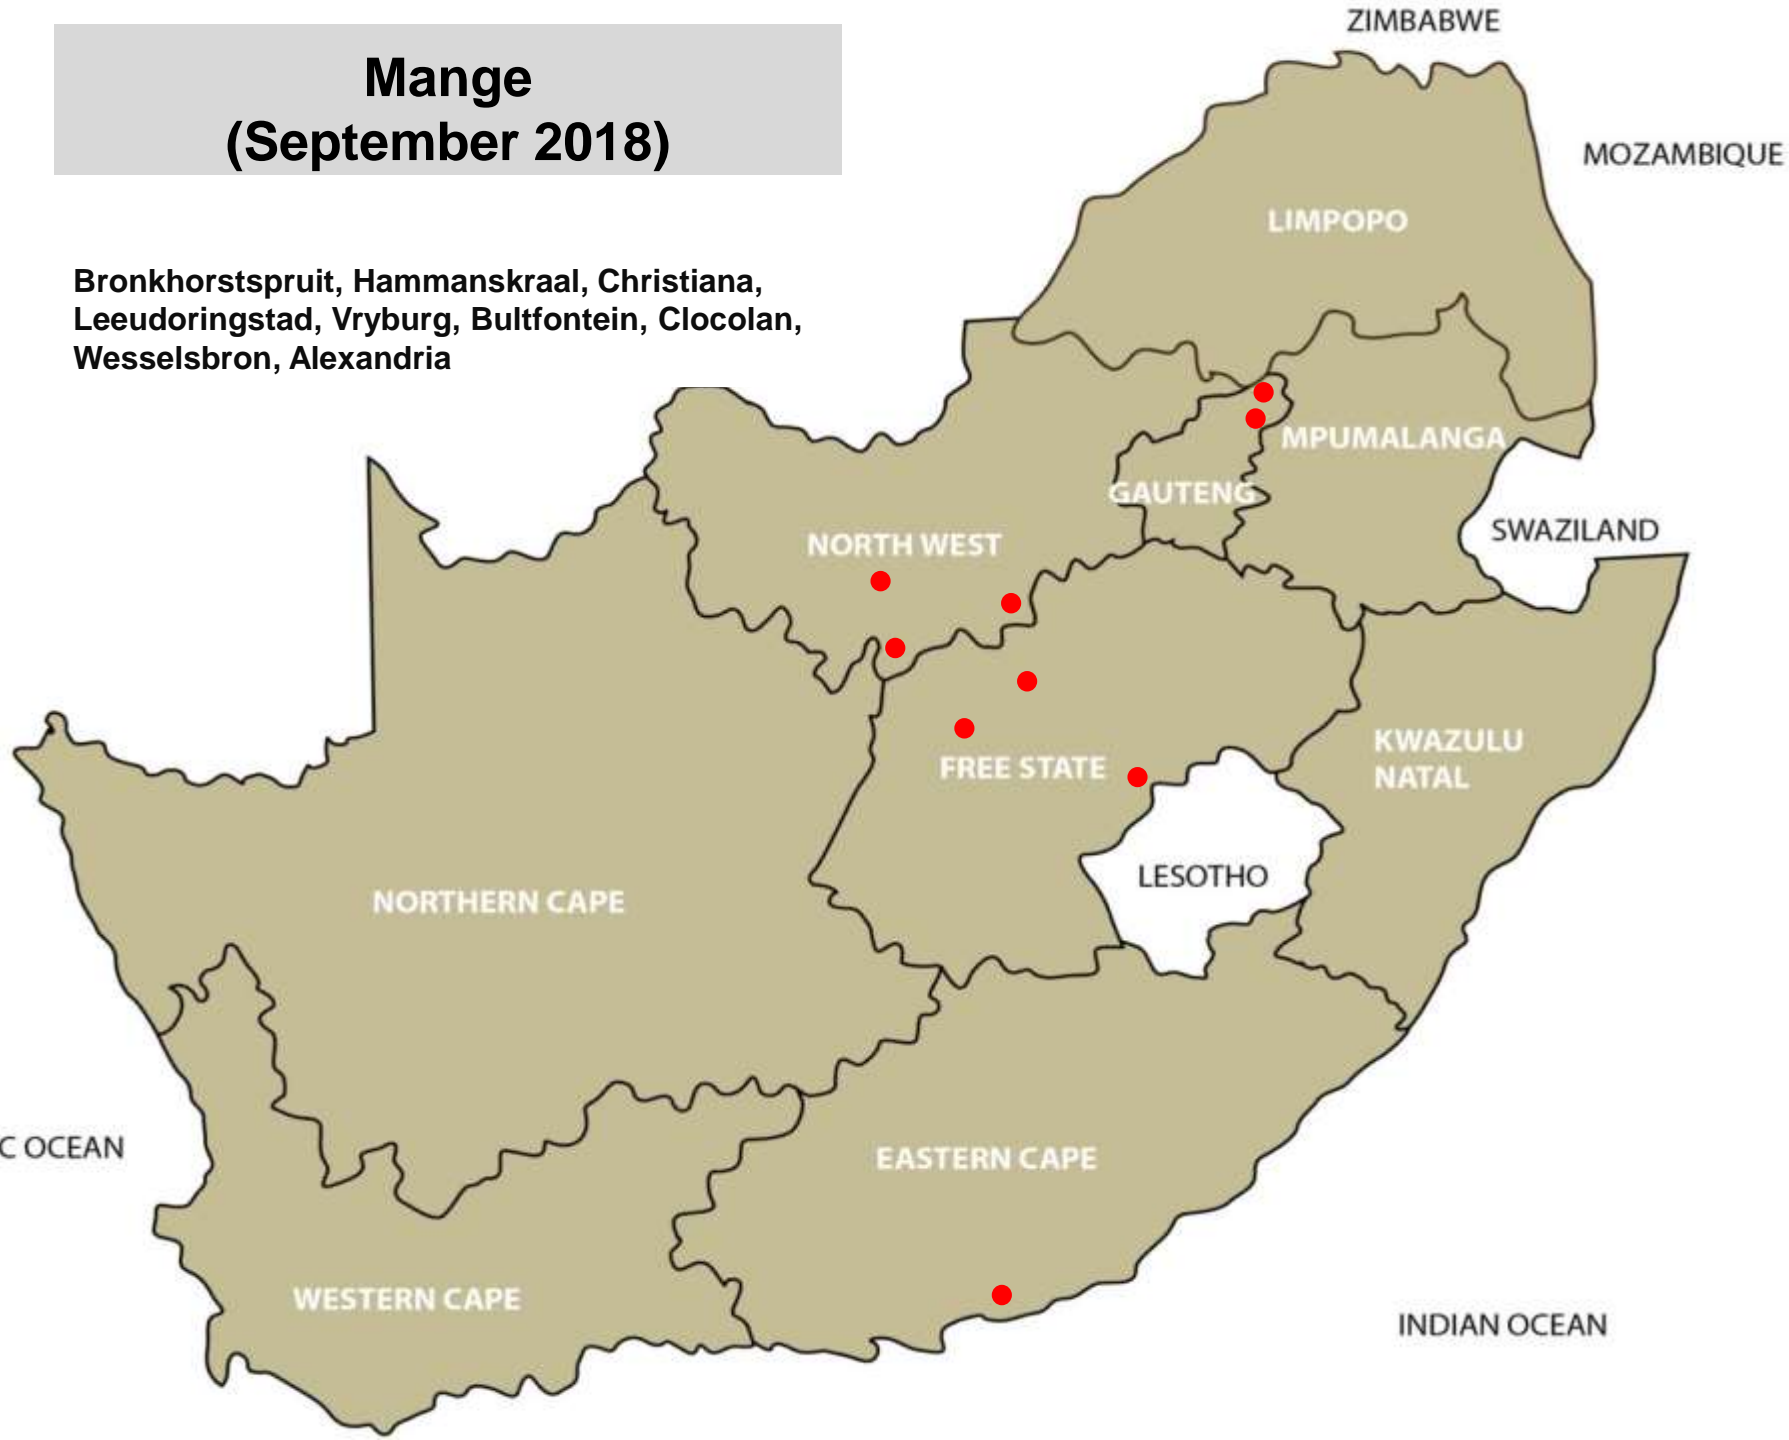 Mange
(September 2018)
Bronkhorstspruit, Hammanskraal, Christiana,
Leeudoringstad, Vryburg, Bultfontein, Clocolan,
Wesselsbron, Alexandria
ZIMBABWE
MOZAMBIQUE
LIMPOPO
MPUMALANGA
GAUTENG
SWAZILAND
NORTH WEST
KWAZULU
NATAL
FREE STATE
LESOTHO
NORTHERN CAPE
C OCEAN
EASTERN CAPE
WESTERN CAPE
INDIAN OCEAN